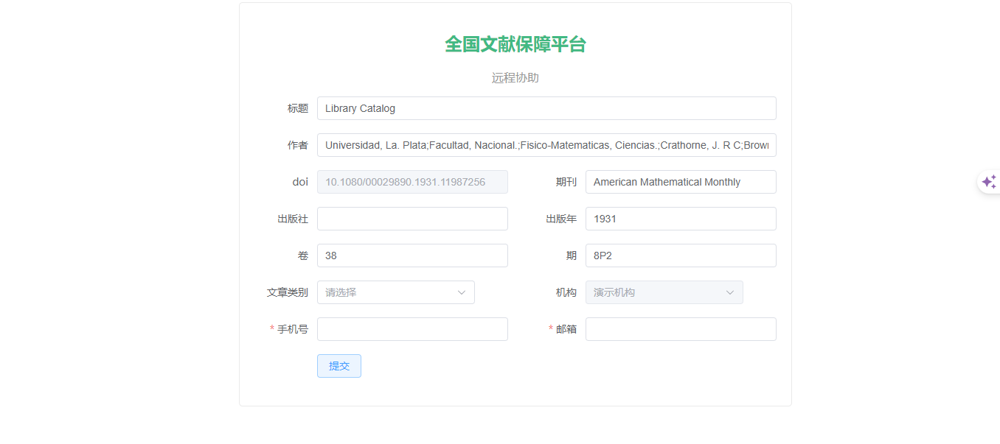 全国文献保障平台
远程协助
标题 Library Catalog
作者 Universidad, La. Plata;Facultad, Nacional.;Fisico-Matematicas, Ciencias.;Crathorne, J. R C;Brow
doi 10.1080/00029890.1931.11987256 期刊 American Mathematical Monthly
出版社 出版年 1931
卷 38 期 8P2
文章类别 请选择 机构 演示机构
* 手机号 * 邮箱
提交